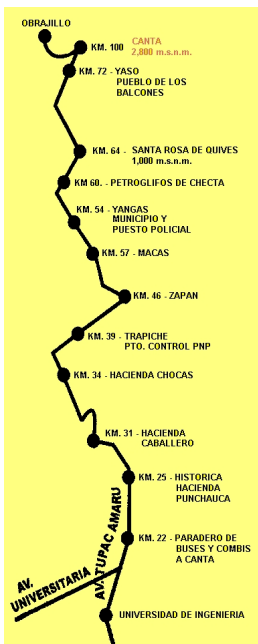 OBRAJILLO
KM. 100 CANTA
2,800 m.s.n.m.
KM. 72 - YASO
PUEBLO DE LOS
BALCONES
KM. 64 - SANTA ROSA DE QUIVES
1,000 m.s.n.m.
KM 60. - PETROGLIFOS DE CHECTA
KM. 54 - YANGAS
MUNICIPIO Y
PUESTO POLICIAL
KM. 57 - MACAS
KM. 46 - ZAPAN
KM. 39 - TRAPICHE
PTO. CONTROL PNP
KM. 34 - HACIENDA CHOCAS
KM. 31 - HACIENDA
CABALLERO
KM. 25 - HISTORICA
HACIENDA
PUNCHAUCA
AV. TUPAC AMARU
KM. 22 - PARADERO DE
BUSES Y COMBIS
A CANTA
AV.
UNIVERSITARIA
UNIVERSIDAD DE INGENIERIA